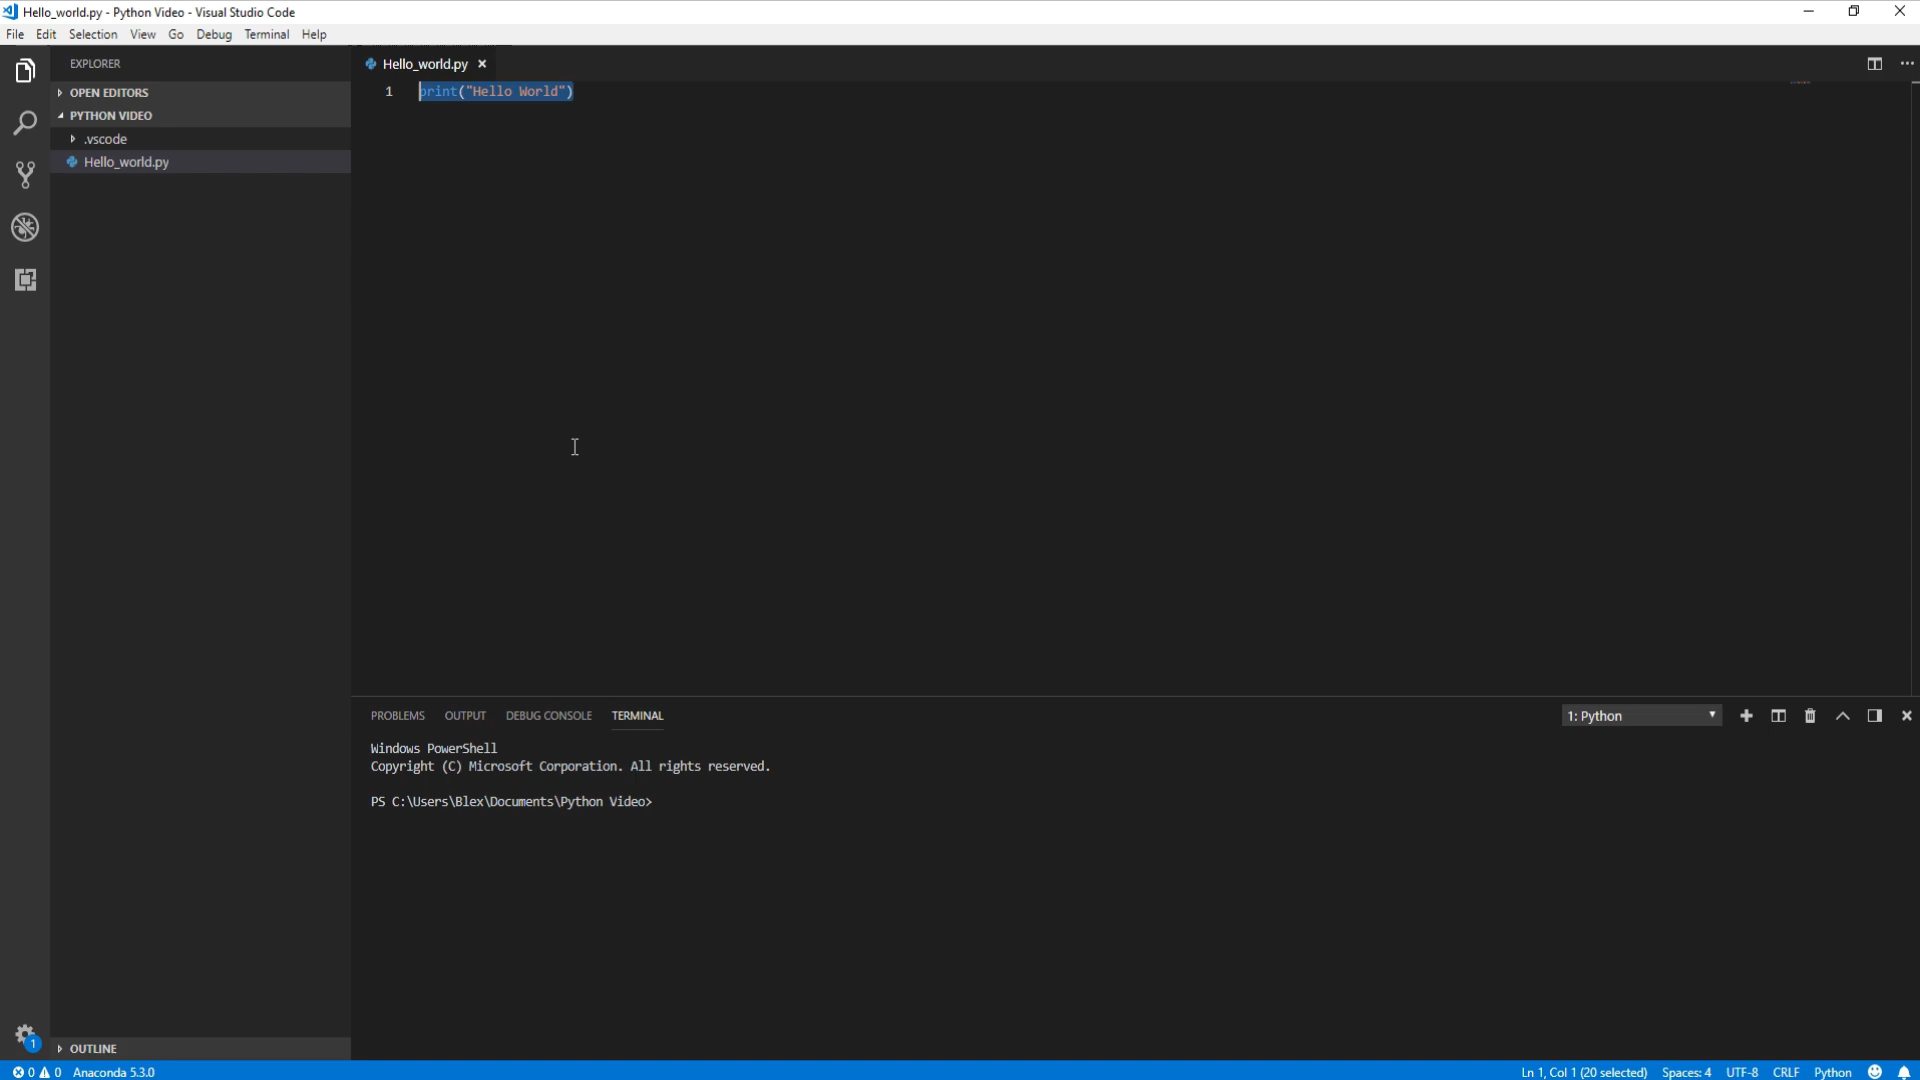 Hello_world.py - Python Video - Visual Studio Code
File Edit Selection View Go Debug Terminal Help
EXPLORER
OPEN EDITORS
PYTHON VIDEO
.vscode
Hello_world.py
Hello_world.py
1 print("Hello World")
PROBLEMS OUTPUT DEBUG CONSOLE TERMINAL
1: Python
Windows PowerShell
Copyright (C) Microsoft Corporation. All rights reserved.
PS C:\Users\Blex\Documents\Python Video>
1
OUTLINE
0 0 Anaconda 5.3.0
Ln 1, Col 1 (20 selected) Spaces: 4 UTF-8 CRLF Python